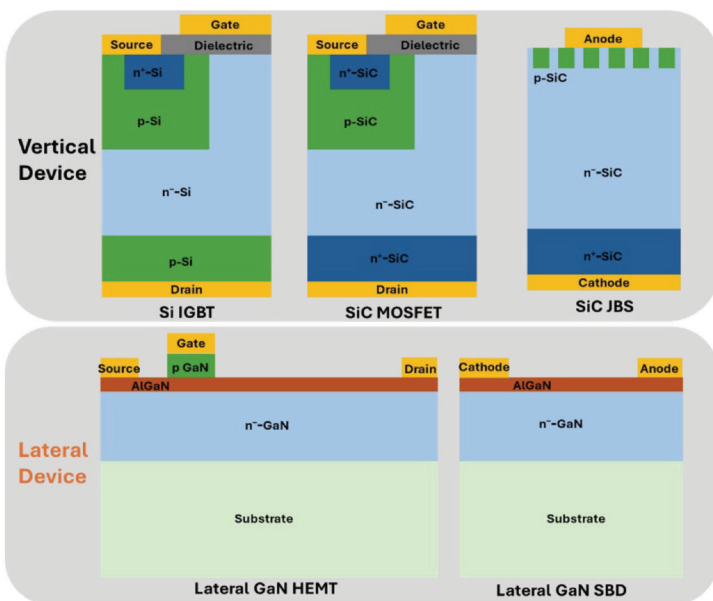 Vertical
Device
Gate
Source
Dielectric
n⁺-Si
p-Si
n⁻-Si
p-Si
Drain
Si IGBT
Gate
Source
Dielectric
n⁺-SiC
p-SiC
n⁻-SiC
n⁺-SiC
Drain
SiC MOSFET
Anode
p-SiC
n⁻-SiC
n⁺-SiC
Cathode
SiC JBS
Lateral
Device
Gate
Source
p GaN
Drain
AlGaN
n⁻-GaN
Substrate
Lateral GaN HEMT
Cathode
Anode
AlGaN
n⁻-GaN
Substrate
Lateral GaN SBD